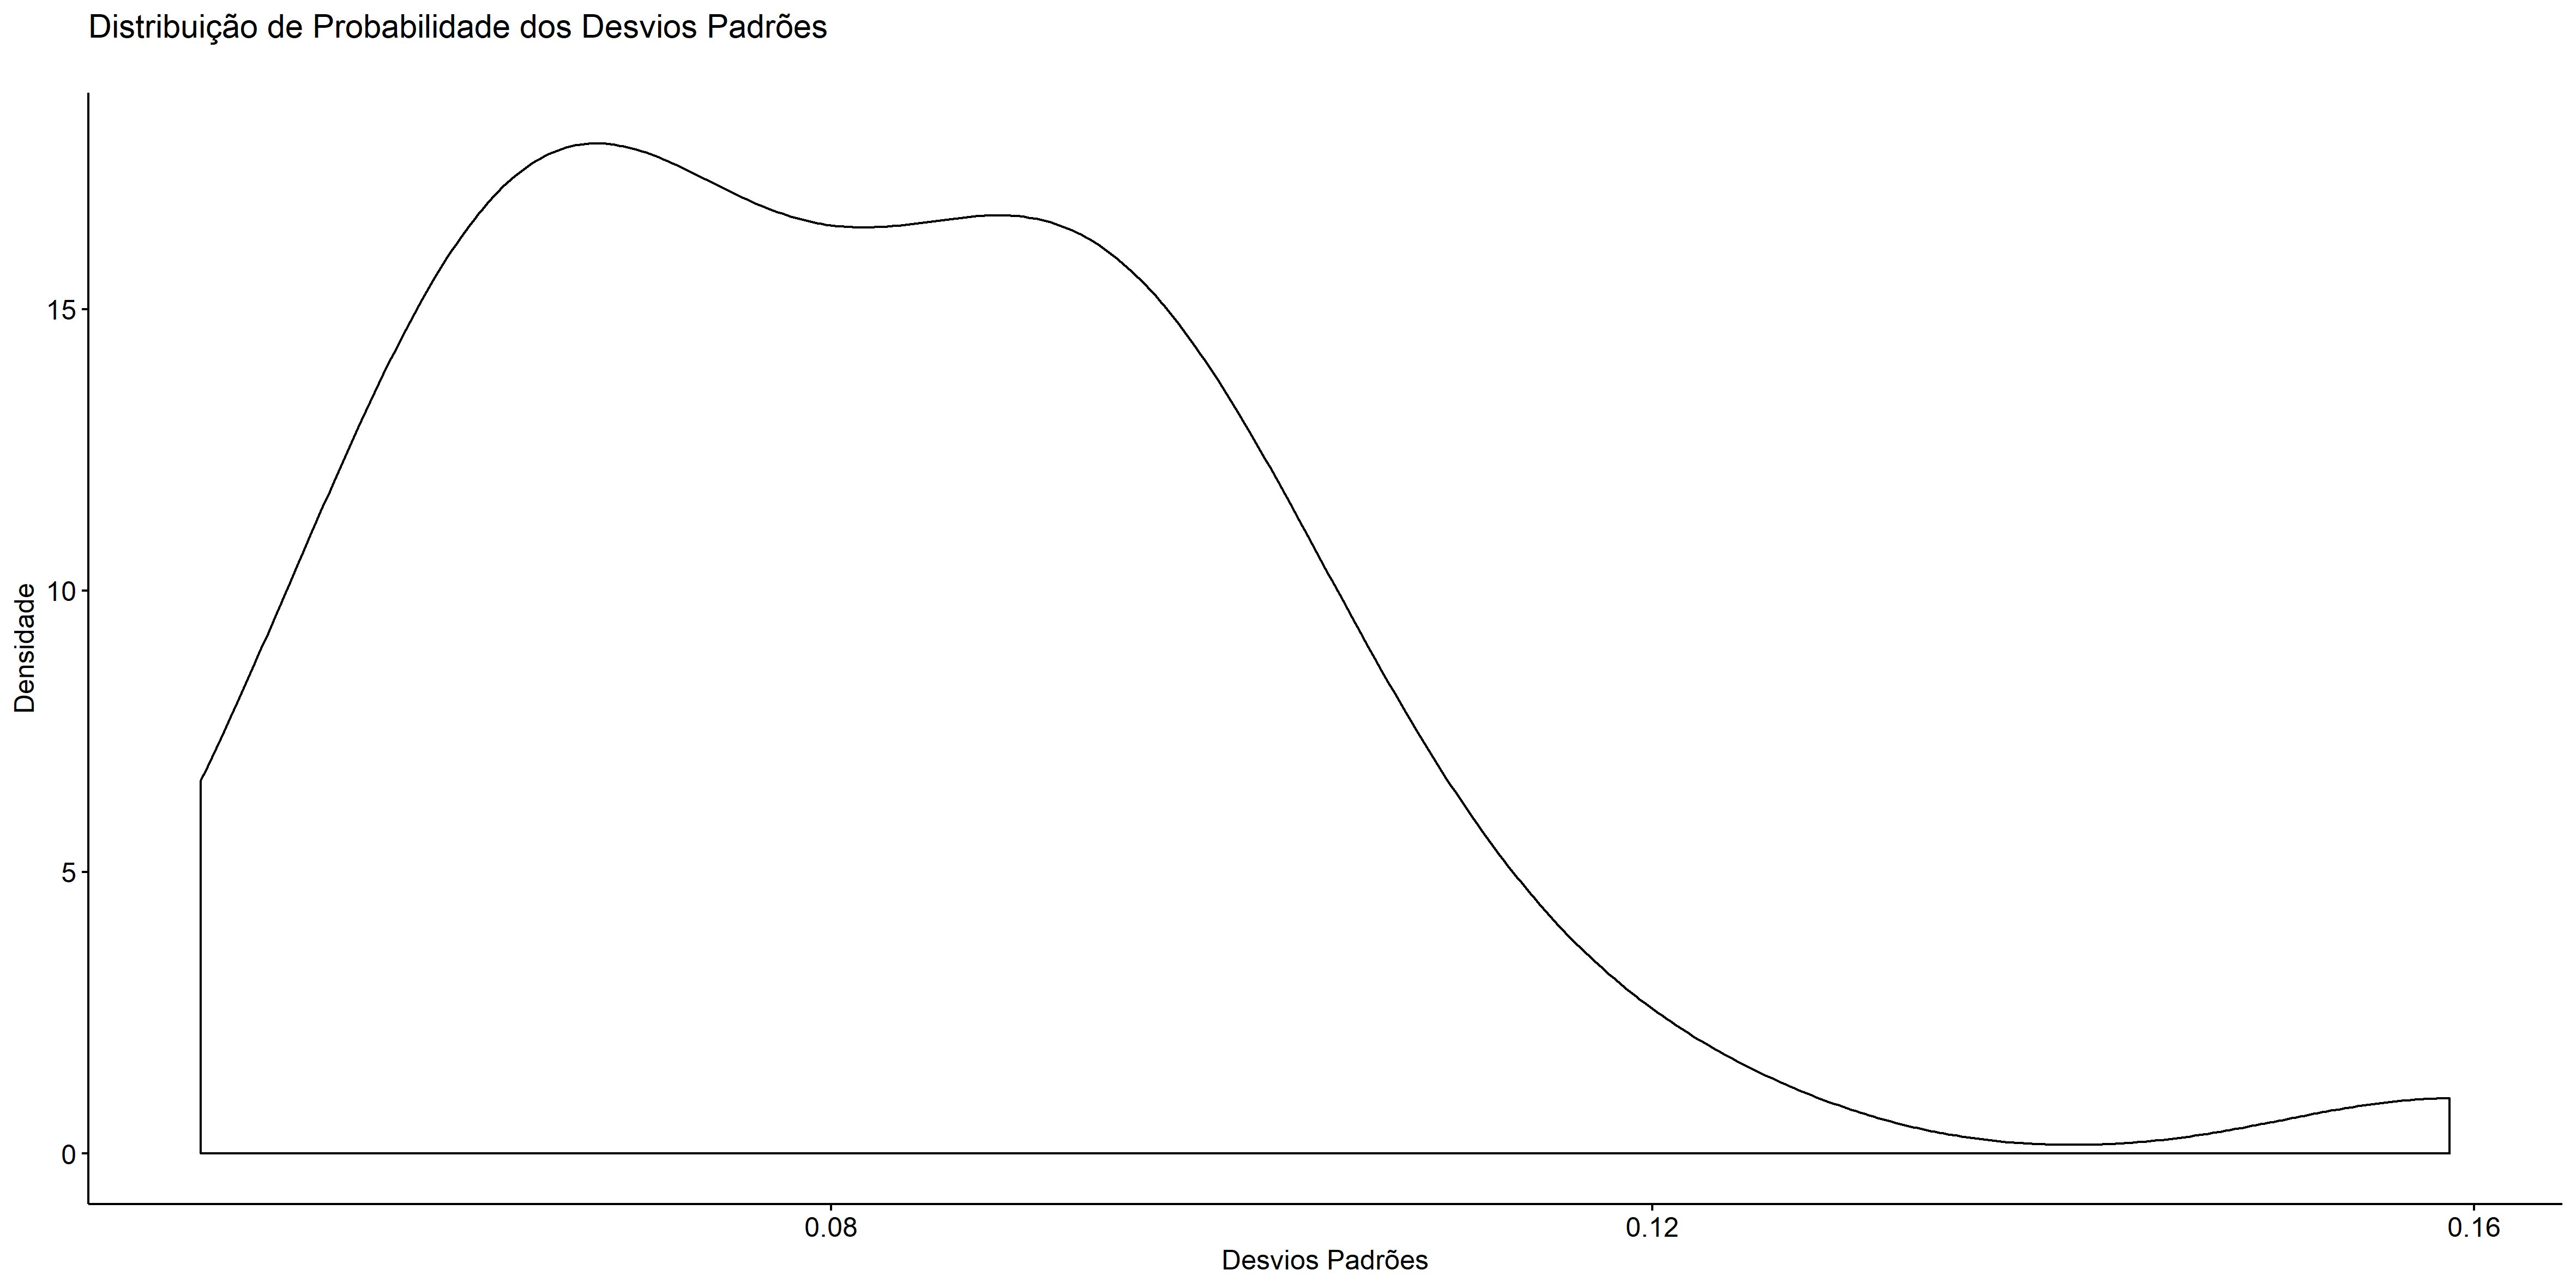 Distribuição de Probabilidade dos Desvios Padrões
15
10
5
0
Densidade
0.08
0.12
0.16
Desvios Padrões